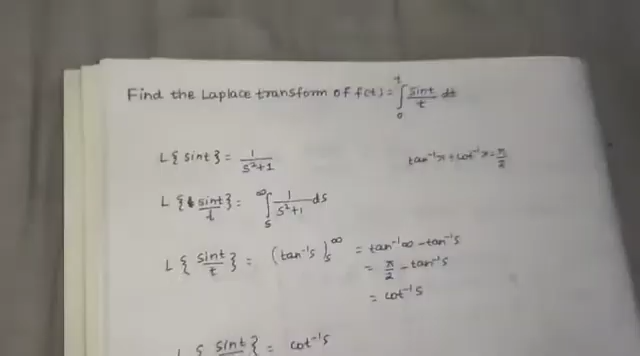 Find the Laplace transform of f(t) = ∫₀ᵗ sint/t dt
L{sint} = 1/s²+1
tan⁻¹x + cot⁻¹x = π/2
L{sint/t} = ∫ₛ^∞ 1/s²+1 ds
L{sint/t} = (tan⁻¹s]ₛ^∞ = tan⁻¹∞ - tan⁻¹s
= π/2 - tan⁻¹s
= cot⁻¹s
L{sint/t} = cot⁻¹s